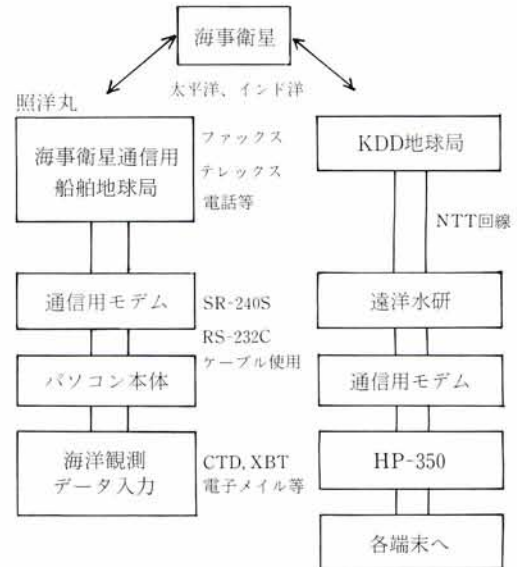 海事衛星
太平洋、インド洋
照洋丸
海事衛星通信用
船舶地球局
ファックス
テレックス
電話等
通信用モデム
SR-240S
RS-232C
ケーブル使用
パソコン本体
海洋観測
データ入力
CTD, XBT
電子メイル等
KDD地球局
NTT回線
遠洋水研
通信用モデム
HP-350
各端末へ